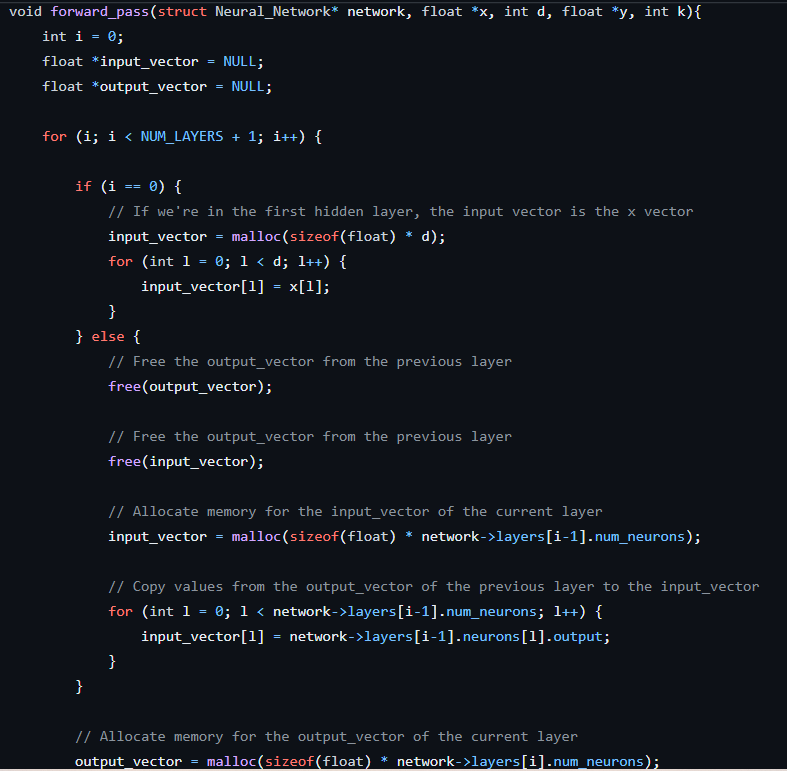 void forward_pass(struct Neural_Network* network, float *x, int d, float *y, int k){
    int i = 0;
    float *input_vector = NULL;
    float *output_vector = NULL;

    for (i; i < NUM_LAYERS + 1; i++) {

        if (i == 0) {
            // If we're in the first hidden layer, the input vector is the x vector
            input_vector = malloc(sizeof(float) * d);
            for (int l = 0; l < d; l++) {
                input_vector[l] = x[l];
            }
        } else {
            // Free the output_vector from the previous layer
            free(output_vector);

            // Free the output_vector from the previous layer
            free(input_vector);

            // Allocate memory for the input_vector of the current layer
            input_vector = malloc(sizeof(float) * network->layers[i-1].num_neurons);

            // Copy values from the output_vector of the previous layer to the input_vector
            for (int l = 0; l < network->layers[i-1].num_neurons; l++) {
                input_vector[l] = network->layers[i-1].neurons[l].output;
            }
        }

        // Allocate memory for the output_vector of the current layer
        output_vector = malloc(sizeof(float) * network->layers[i].num_neurons);